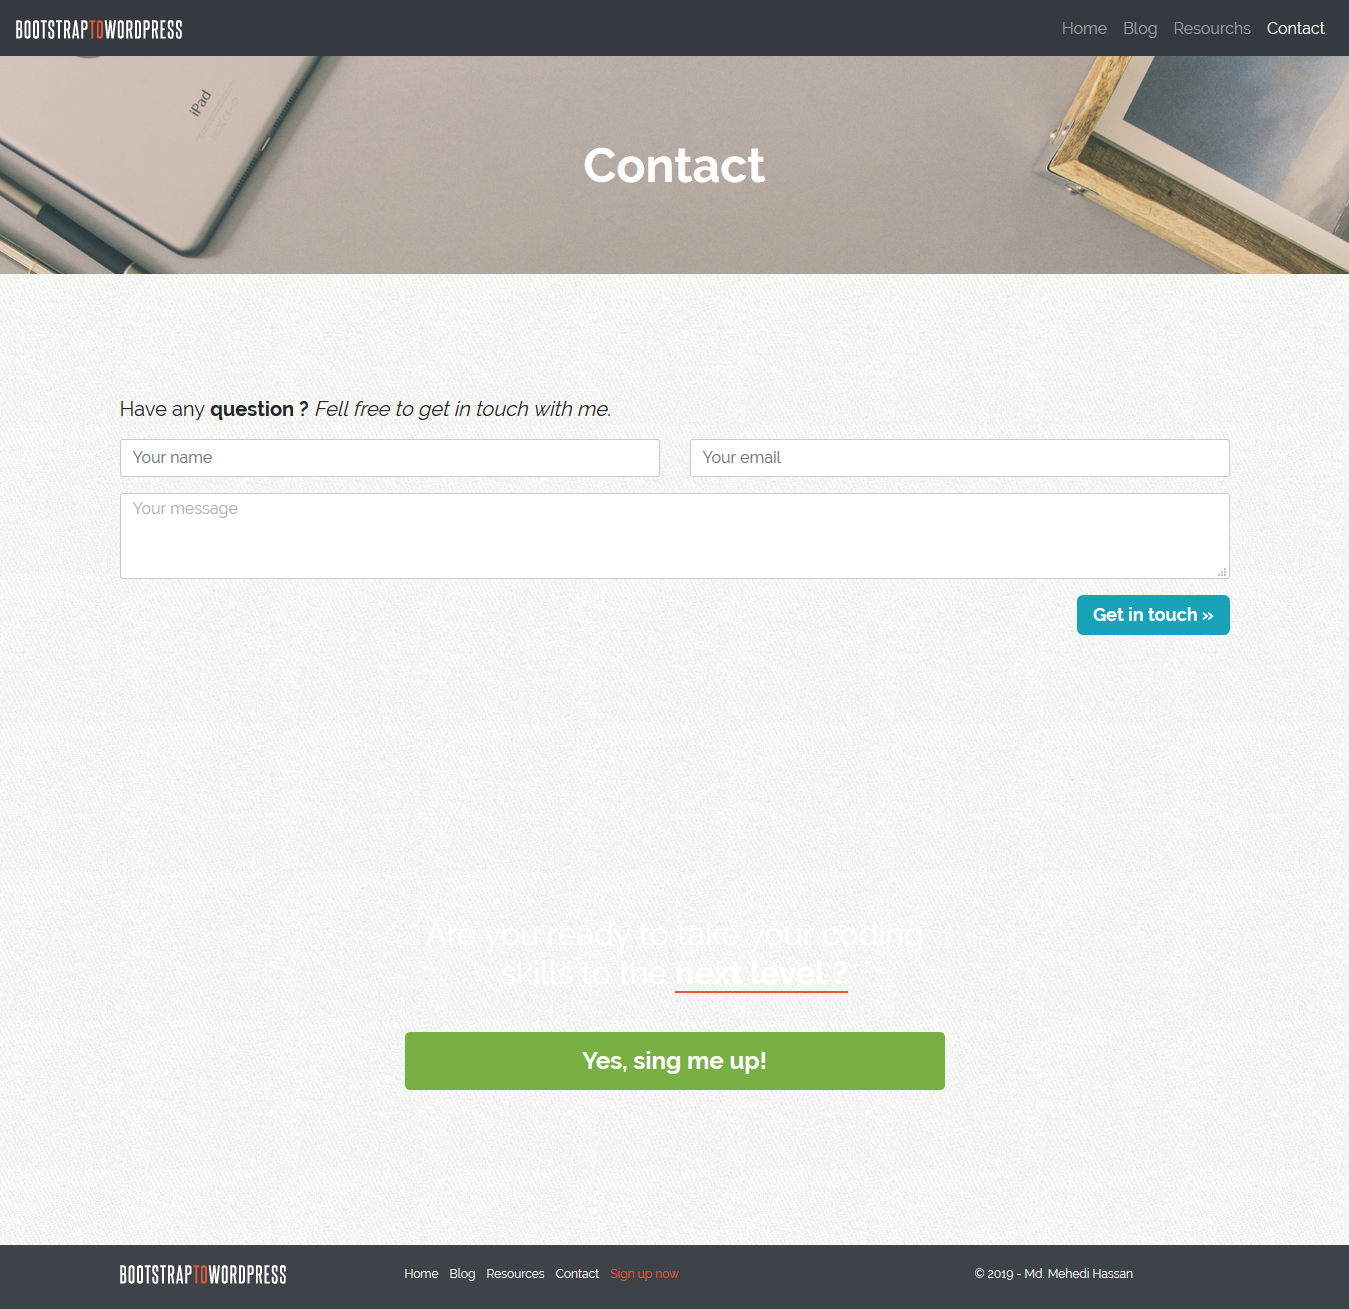 BOOTSTRAPTOWORDPRESS
Home Blog Resourchs Contact
iPad
Contact
Have any question ? Fell free to get in touch with me.
Your name
Your email
Your message
Get in touch »
Are you ready to take your coding
skills to the next level ?
Yes, sing me up!
BOOTSTRAPTOWORDPRESS
Home Blog Resources Contact Sign up now
© 2019 - Md. Mehedi Hassan